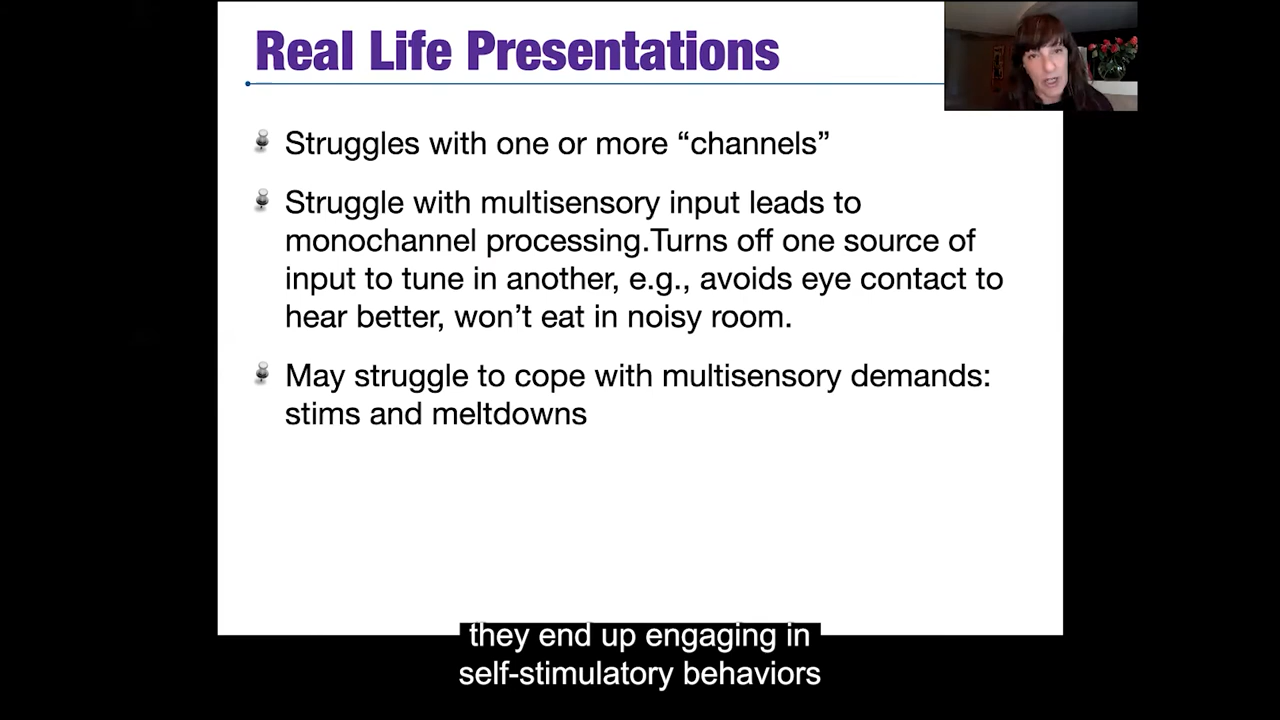 Real Life Presentations
Struggles with one or more “channels”
Struggle with multisensory input leads to
monochannel processing.Turns off one source of
input to tune in another, e.g., avoids eye contact to
hear better, won’t eat in noisy room.
May struggle to cope with multisensory demands:
stims and meltdowns
they end up engaging in
self-stimulatory behaviors